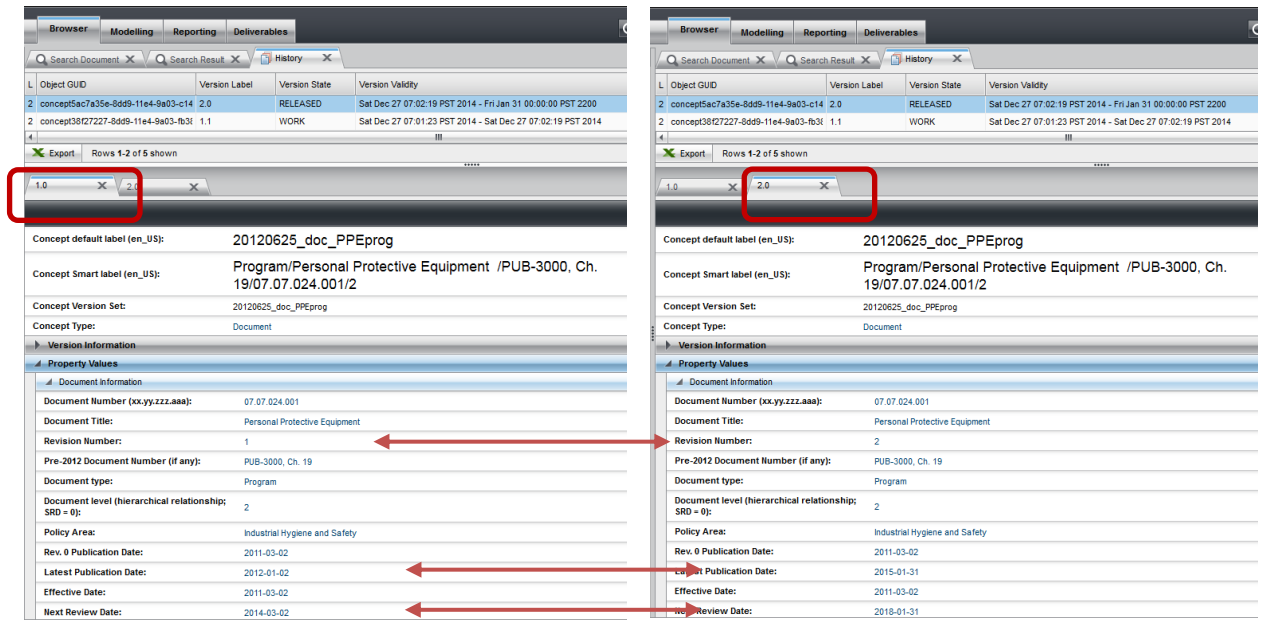 Browser Modelling Reporting Deliverables
Search Document Search Result History
L Object GUID Version Label Version State Version Validity
2 concept5ac7a35e-8dd9-11e4-9a03-c14 2.0 RELEASED Sat Dec 27 07:02:19 PST 2014 - Fri Jan 31 00:00:00 PST 2200
2 concept38f27227-8dd9-11e4-9a03-fb3( 1.1 WORK Sat Dec 27 07:01:23 PST 2014 - Sat Dec 27 07:02:19 PST 2014
Export Rows 1-2 of 5 shown
1.0 2.0
Concept default label (en_US): 20120625_doc_PPEprog
Concept Smart label (en_US): Program/Personal Protective Equipment /PUB-3000, Ch.
19/07.07.024.001/2
Concept Version Set: 20120625_doc_PPEprog
Concept Type: Document
Version Information
Property Values
Document Information
Document Number (xx.yy.zzz.aaa): 07.07.024.001
Document Title: Personal Protective Equipment
Revision Number: 1
Pre-2012 Document Number (if any): PUB-3000, Ch. 19
Document type: Program
Document level (hierarchical relationship;
SRD = 0): 2
Policy Area: Industrial Hygiene and Safety
Rev. 0 Publication Date: 2011-03-02
Latest Publication Date: 2012-01-02
Effective Date: 2011-03-02
Next Review Date: 2014-03-02
Browser Modelling Reporting Deliverables
Search Document Search Result History
L Object GUID Version Label Version State Version Validity
2 concept5ac7a35e-8dd9-11e4-9a03-c14 2.0 RELEASED Sat Dec 27 07:02:19 PST 2014 - Fri Jan 31 00:00:00 PST 2200
2 concept38f27227-8dd9-11e4-9a03-fb3( 1.1 WORK Sat Dec 27 07:01:23 PST 2014 - Sat Dec 27 07:02:19 PST 2014
Export Rows 1-2 of 5 shown
1.0 2.0
Concept default label (en_US): 20120625_doc_PPEprog
Concept Smart label (en_US): Program/Personal Protective Equipment /PUB-3000, Ch.
19/07.07.024.001/2
Concept Version Set: 20120625_doc_PPEprog
Concept Type: Document
Version Information
Property Values
Document Information
Document Number (xx.yy.zzz.aaa): 07.07.024.001
Document Title: Personal Protective Equipment
Revision Number: 2
Pre-2012 Document Number (if any): PUB-3000, Ch. 19
Document type: Program
Document level (hierarchical relationship;
SRD = 0): 2
Policy Area: Industrial Hygiene and Safety
Rev. 0 Publication Date: 2011-03-02
Latest Publication Date: 2015-01-31
Effective Date: 2011-03-02
Next Review Date: 2018-01-31